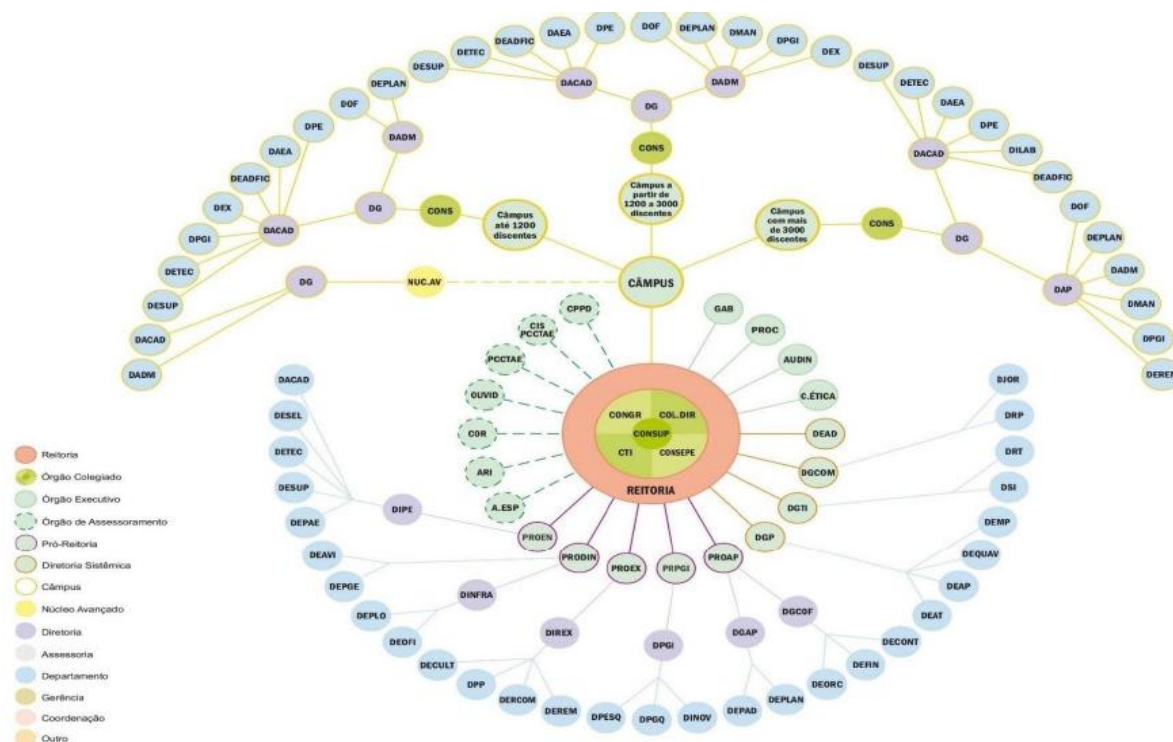 DOF
DEPLAN
DMAN
DPGI
DEX
DPE
DAEA
DEADFIC
DETEC
DESUP
DEPLAN
DOF
DPE
DAEA
DEADFIC
DEX
DPGI
DETEC
DESUP
DACAD
DADM
DESUP
DETEC
DAEA
DPE
DILAB
DEADFIC
DOF
DEPLAN
DADM
DMAN
DPGI
DEREM
DACAD
DADM
DG
CONS
Câmpus a
partir de
1200 a 3000
discentes
DADM
DG
DACAD
CONS
Câmpus
até 1200
discentes
DG
NUC.AV
Câmpus
com mais
de 3000
discentes
CONS
DG
DACAD
DAP
CÂMPUS
CPPD
CIS
PCCTAE
PCCTAE
OUVID
COR
ARI
A.ESP
GAB
PROC
AUDIN
C.ÉTICA
DEAD
DGCOM
DGTI
DGP
CONGR
COL.DIR
CONSUP
CTI
CONSEPE
REITORIA
PROEN
PRODIN
PROEX
PRPGI
PROAP
DACAD
DESEL
DETEC
DESUP
DEPAE
DIPE
DEAVI
DEPGE
DEPLO
DEOFI
DINFRA
DECULT
DPP
DERCOM
DEREM
DIREX
DPESQ
DPGQ
DINOV
DPGI
DEPAD
DEPLAN
DGAP
DGCOF
DEORC
DEFIN
DECONT
DEAT
DEAP
DEQUAV
DEMP
DSI
DRT
DRP
DJOR
Reitoria
Órgão Colegiado
Órgão Executivo
Órgão de Assessoramento
Pró-Reitoria
Diretoria Sistêmica
Câmpus
Núcleo Avançado
Diretoria
Assessoria
Departamento
Gerência
Coordenação
Outro